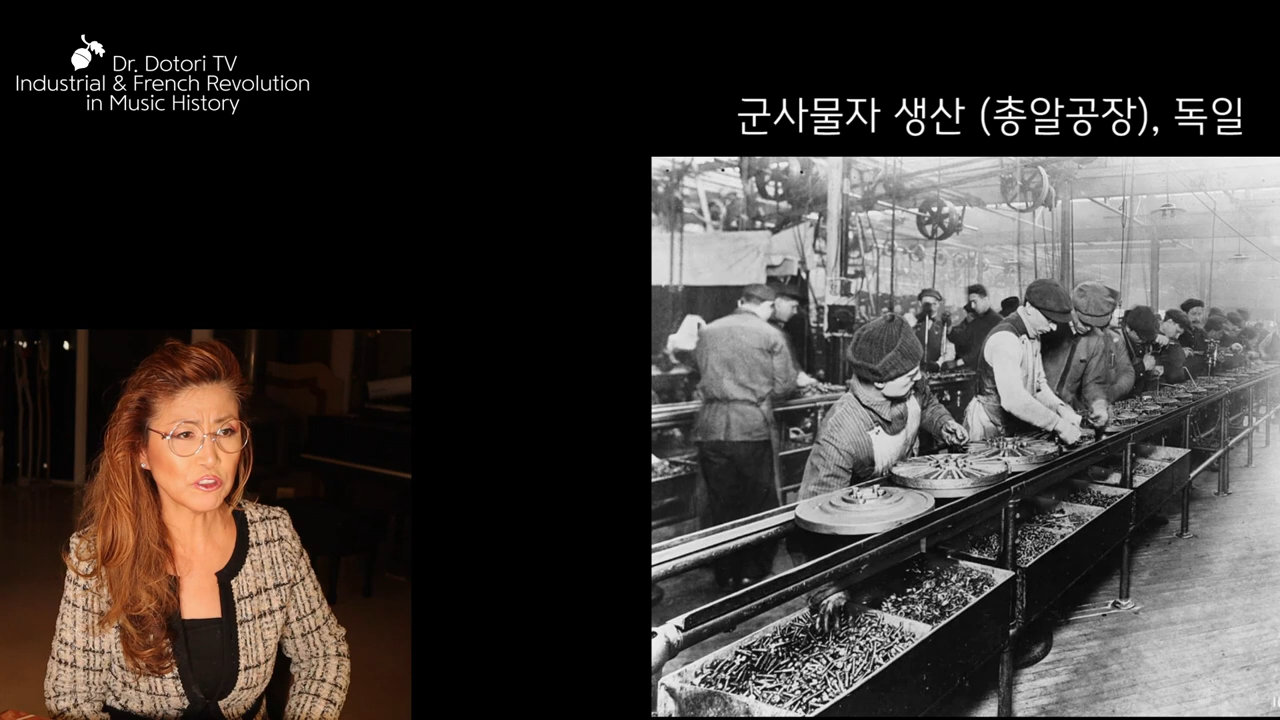 Dr. Dotori TV
Industrial & French Revolution
in Music History
군사물자 생산 (총알공장), 독일